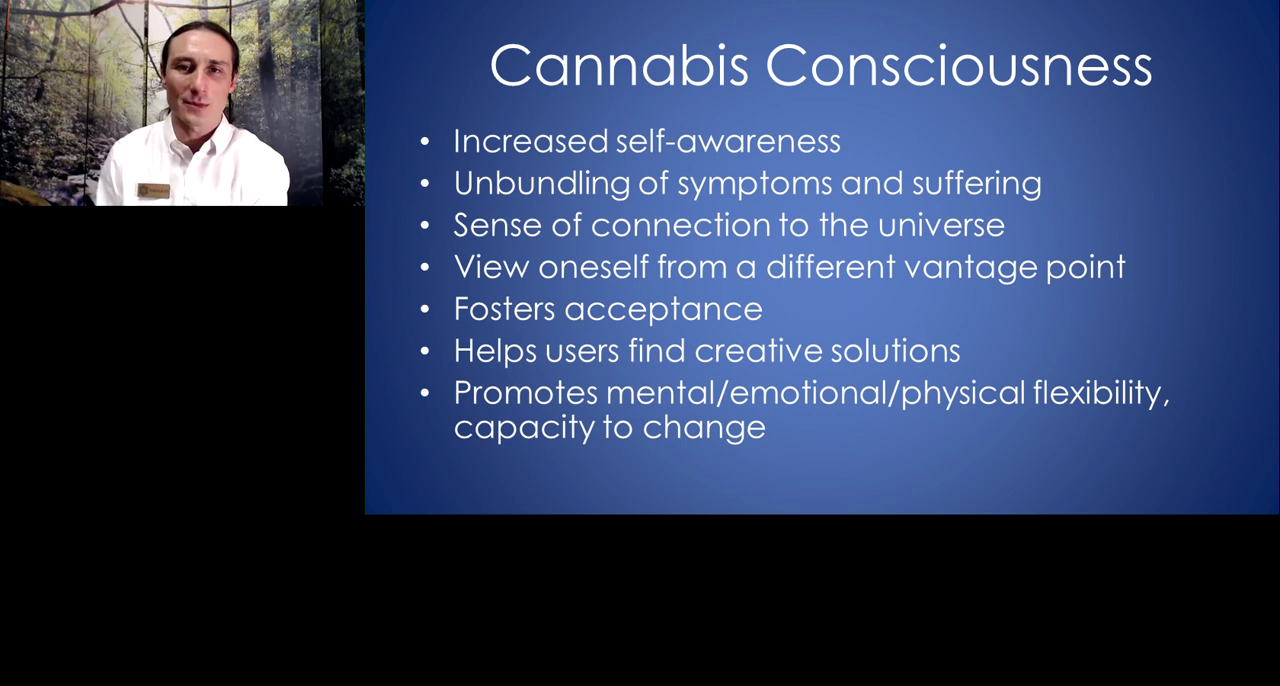 Cannabis Consciousness
• Increased self-awareness
• Unbundling of symptoms and suffering
• Sense of connection to the universe
• View oneself from a different vantage point
• Fosters acceptance
• Helps users find creative solutions
• Promotes mental/emotional/physical flexibility,
capacity to change